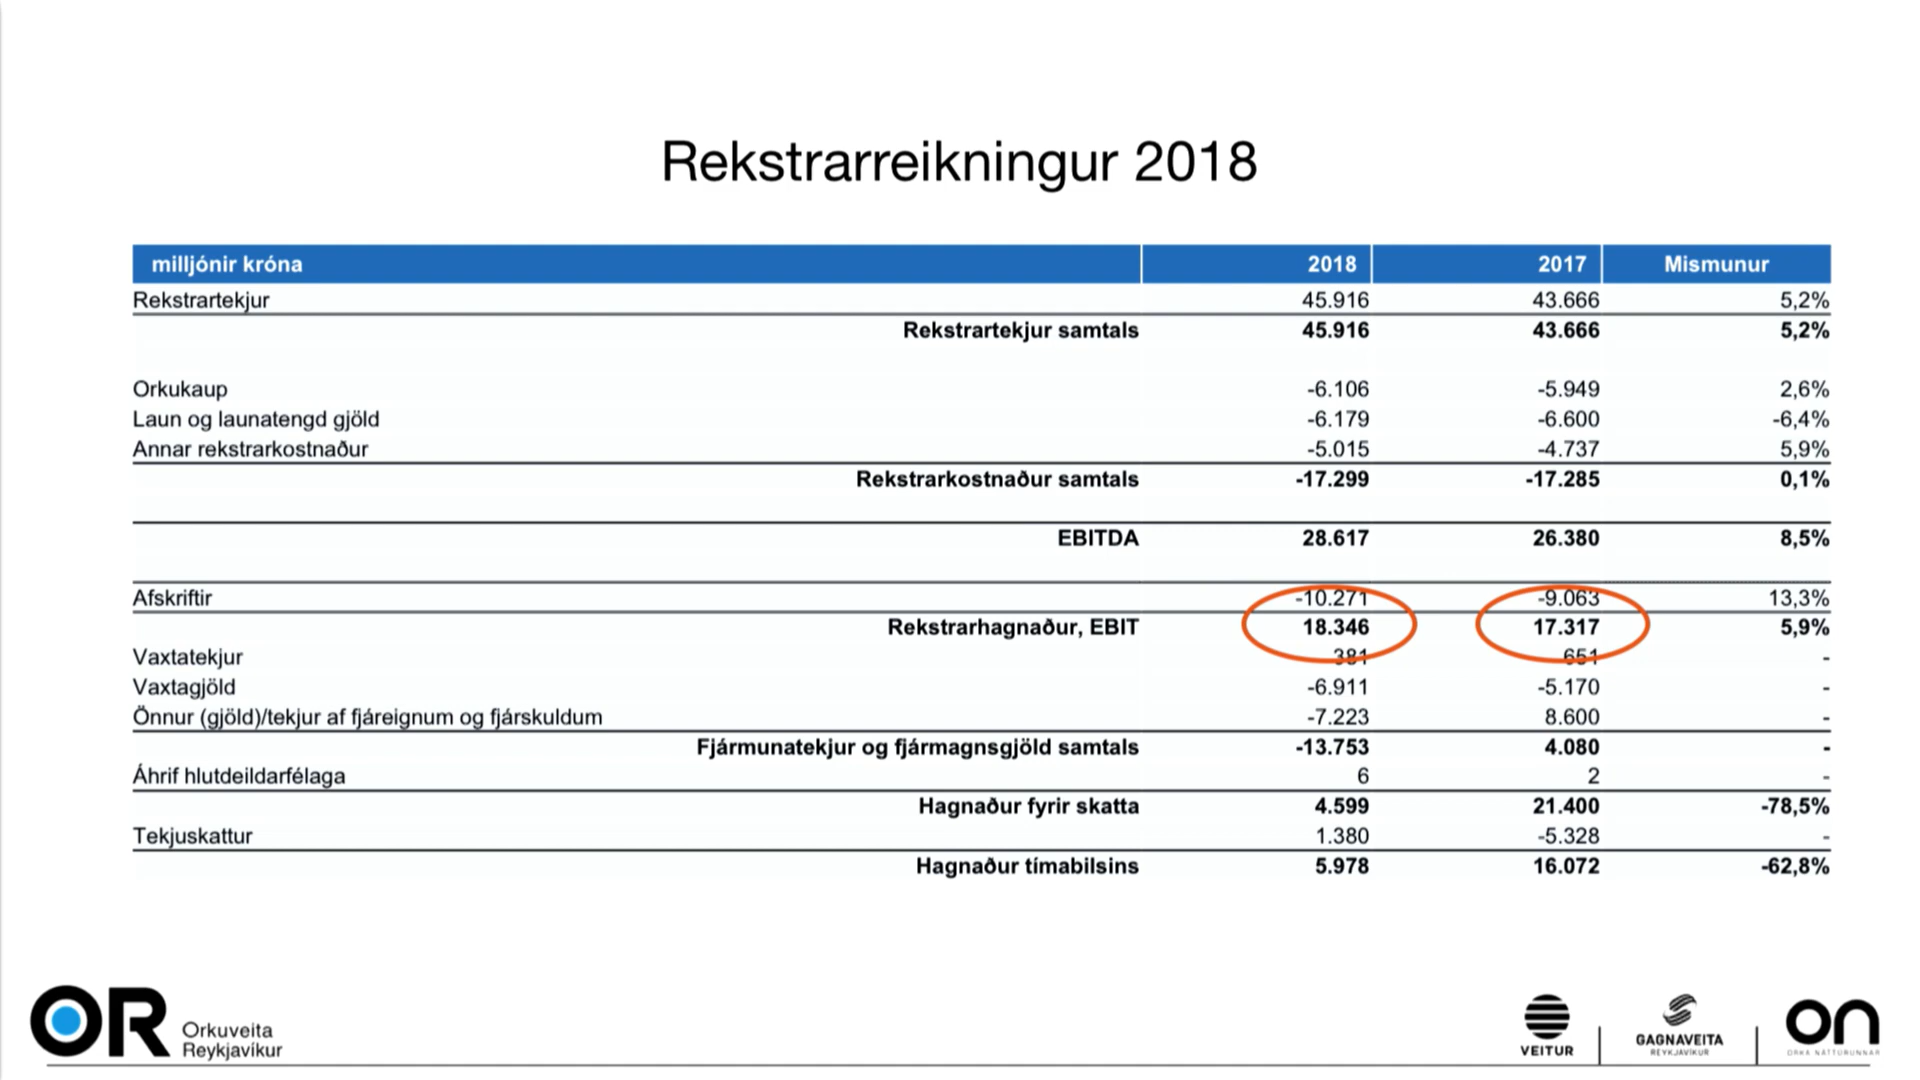 Rekstrarreikningur 2018
milljónir króna 2018 2017 Mismunur
Rekstrartekjur 45.916 43.666 5,2%
Rekstrartekjur samtals 45.916 43.666 5,2%
Orkukaup -6.106 -5.949 2,6%
Laun og launatengd gjöld -6.179 -6.600 -6,4%
Annar rekstrarkostnaður -5.015 -4.737 5,9%
Rekstrarkostnaður samtals -17.299 -17.285 0,1%
EBITDA 28.617 26.380 8,5%
Afskriftir -10.271 -9.063 13,3%
Rekstrarhagnaður, EBIT 18.346 17.317 5,9%
Vaxtatekjur 381 651 -
Vaxtagjöld -6.911 -5.170 -
Önnur (gjöld)/tekjur af fjáreignum og fjárskuldum -7.223 8.600 -
Fjármunatekjur og fjármagnsgjöld samtals -13.753 4.080 -
Áhrif hlutdeildarfélaga 6 2 -
Hagnaður fyrir skatta 4.599 21.400 -78,5%
Tekjuskattur 1.380 -5.328 -
Hagnaður tímabilsins 5.978 16.072 -62,8%
OR
Orkuveita
Reykjavíkur
VEITUR
GAGNAVEITA
REYKJAVÍKUR
on
ORKA NÁTTÚRUNNAR